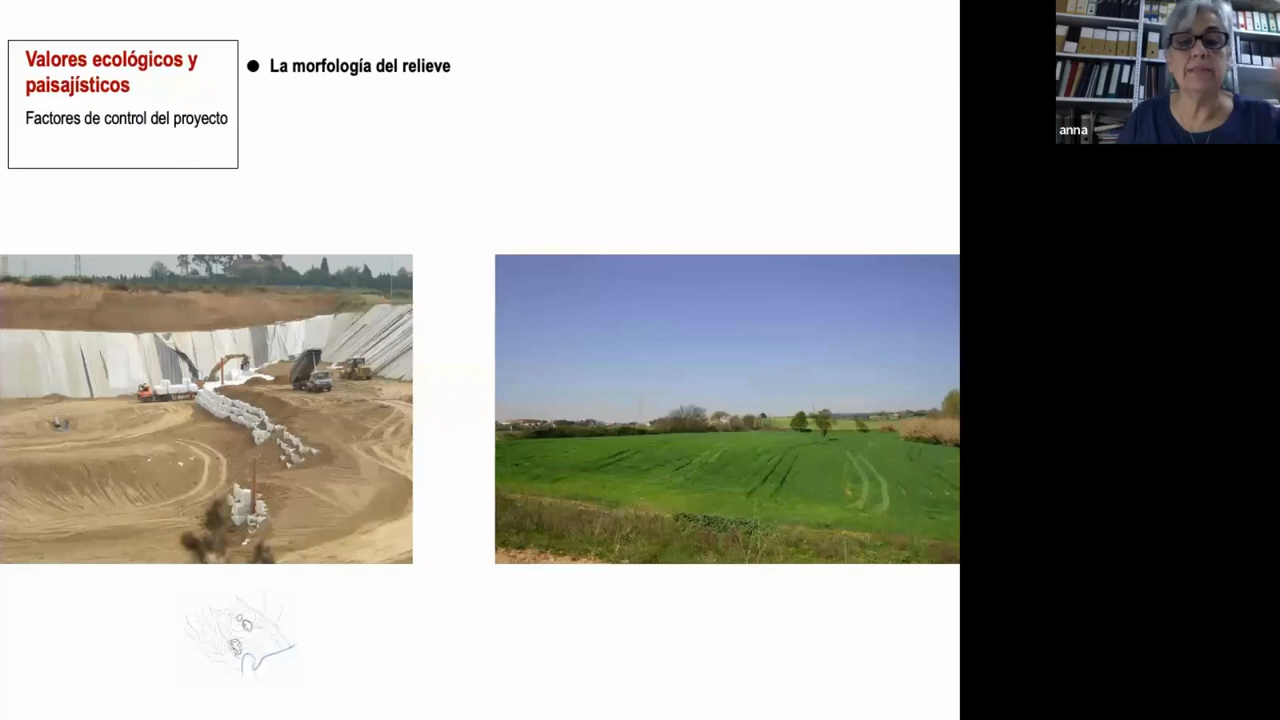 Valores ecológicos y
paisajísticos
Factores de control del proyecto
● La morfología del relieve
anna